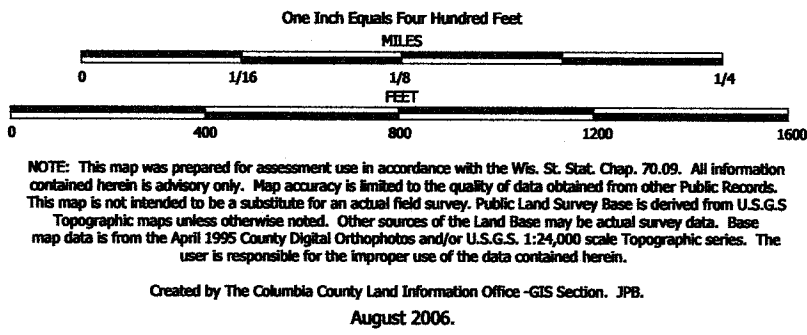 One Inch Equals Four Hundred Feet
MILES
0 1/16 1/8 1/4
FEET
0 400 800 1200 1600
NOTE: This map was prepared for assessment use in accordance with the Wis. St. Stat. Chap. 70.09. All information
contained herein is advisory only. Map accuracy is limited to the quality of data obtained from other Public Records.
This map is not intended to be a substitute for an actual field survey. Public Land Survey Base is derived from U.S.G.S
Topographic maps unless otherwise noted. Other sources of the Land Base may be actual survey data. Base
map data is from the April 1995 County Digital Orthophotos and/or U.S.G.S. 1:24,000 scale Topographic series. The
user is responsible for the improper use of the data contained herein.
Created by The Columbia County Land Information Office -GIS Section. JPB.
August 2006.